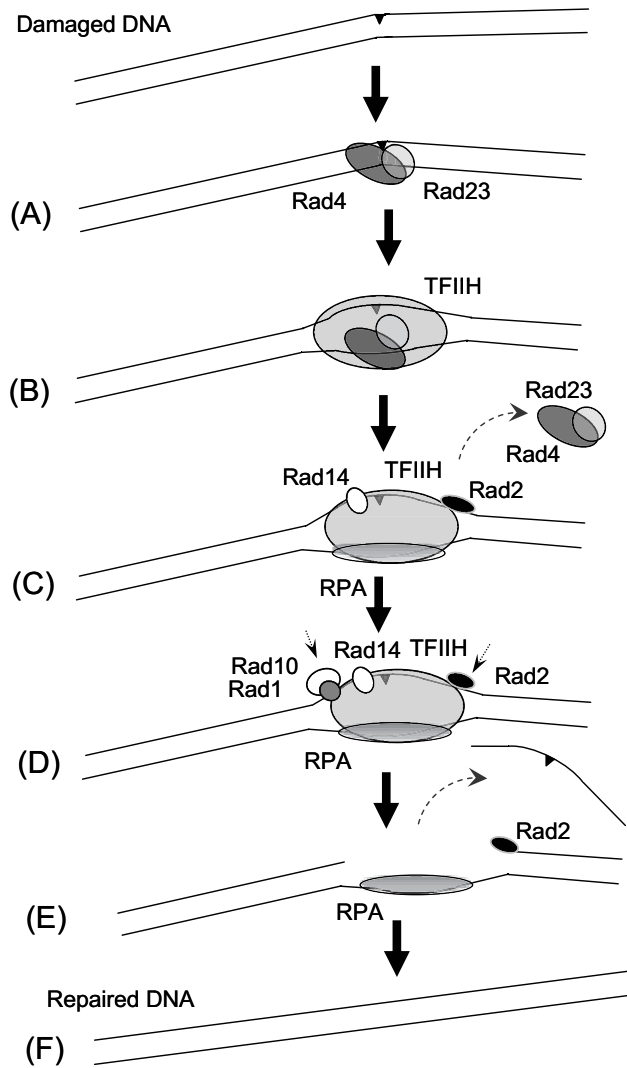 Damaged DNA
Rad4
Rad23
(A)
TFIIH
(B)
Rad23
Rad4
Rad14
TFIIH
Rad2
(C)
RPA
Rad14
TFIIH
Rad10
Rad1
Rad2
(D)
RPA
Rad2
(E)
RPA
Repaired DNA
(F)